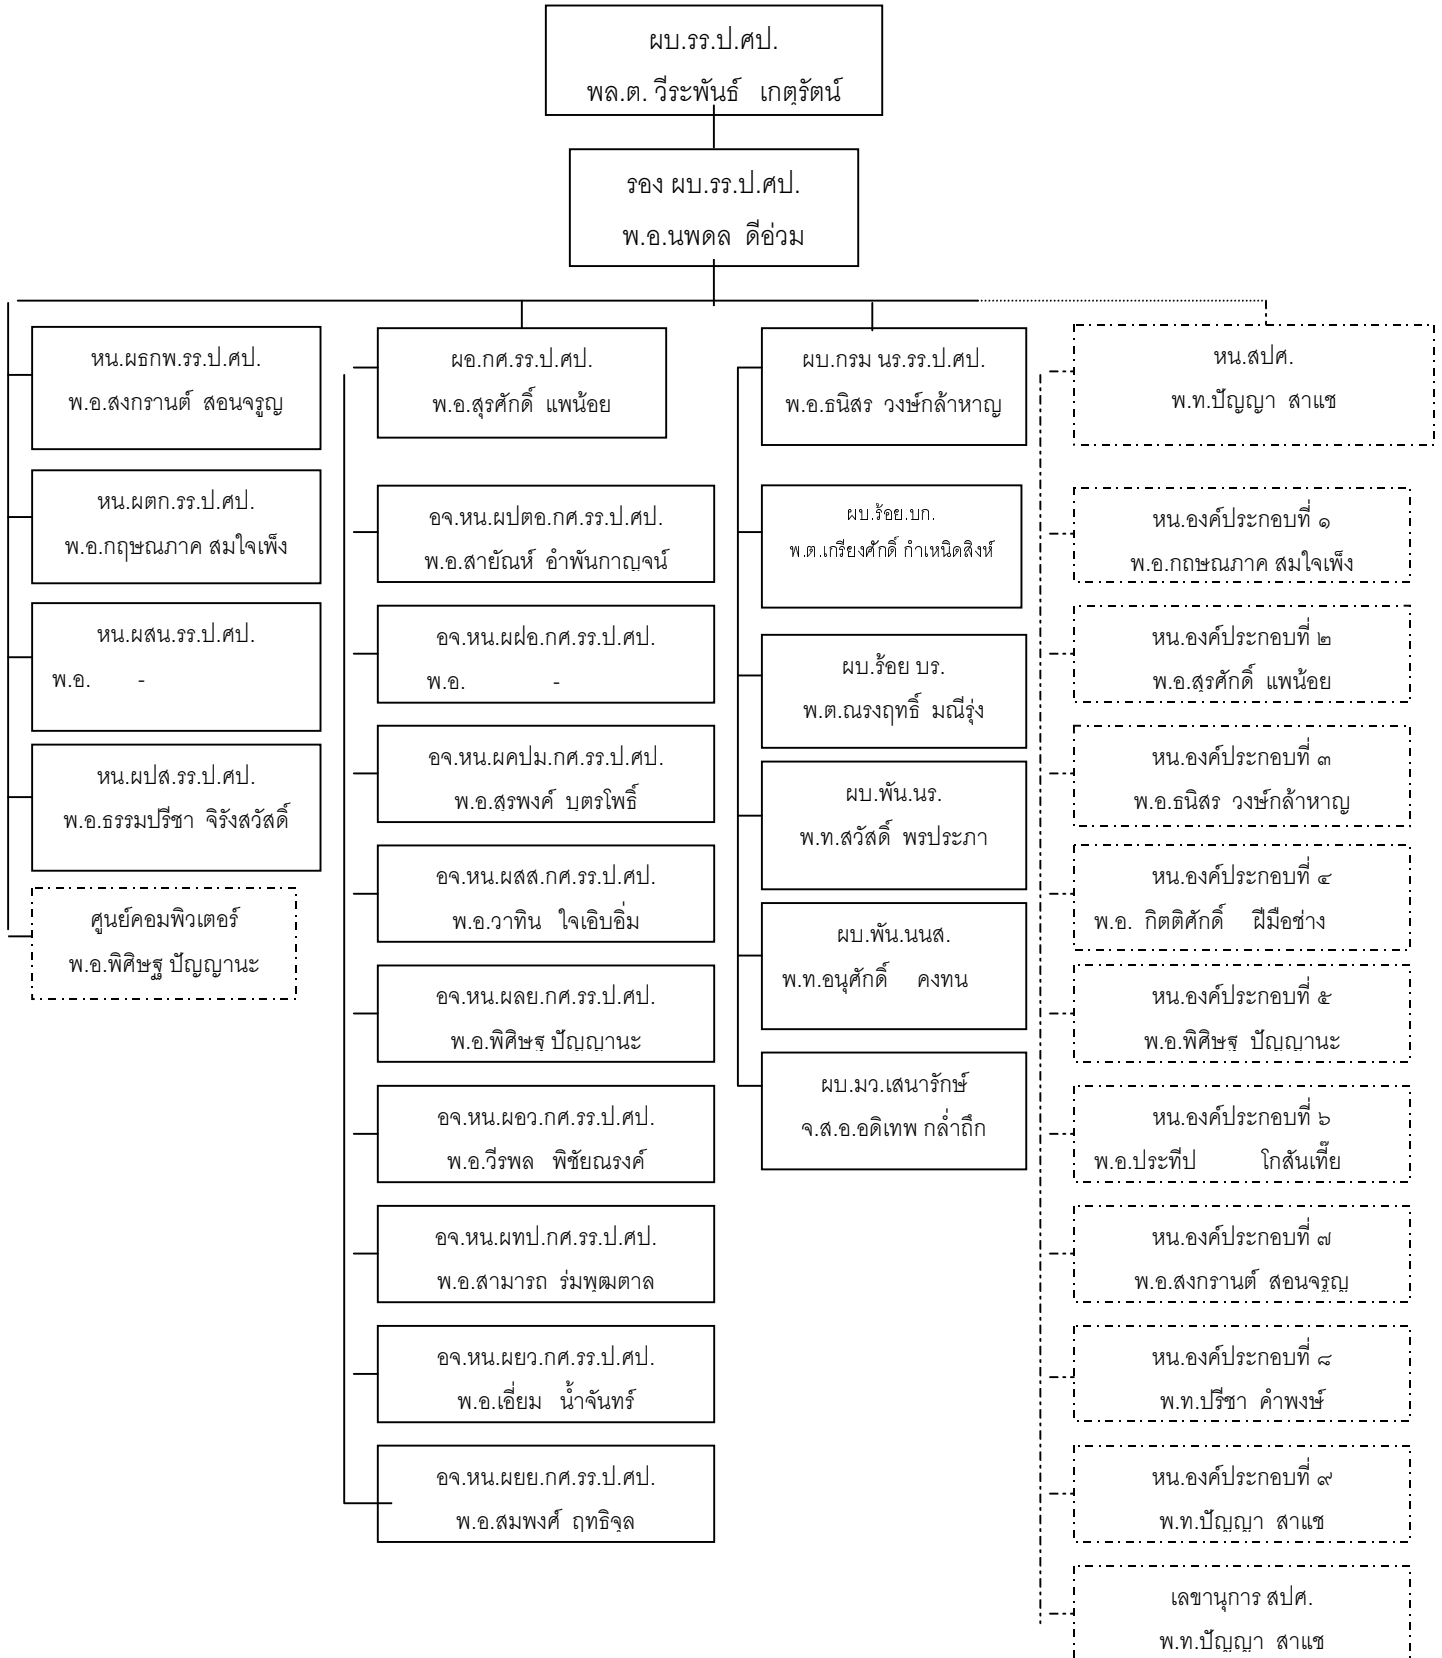 ผบ.รร.ป.ศป.
พล.ต. วีระพันธ์ เกตุรัตน์
รอง ผบ.รร.ป.ศป.
พ.อ.นพดล ดีอ่วม
หน.ผธกพ.รร.ป.ศป.
พ.อ.สงกรานต์ สอนจรูญ
หน.ผตก.รร.ป.ศป.
พ.อ.กฤษณภาค สมใจเพ็ง
หน.ผสน.รร.ป.ศป.
พ.อ. -
หน.ผปส.รร.ป.ศป.
พ.อ.ธรรมปรีชา จิรังสวัสดิ์
ศูนย์คอมพิวเตอร์
พ.อ.พิศิษฐ ปัญญานะ
ผอ.กศ.รร.ป.ศป.
พ.อ.สุรศักดิ์ แพน้อย
อจ.หน.ผปตอ.กศ.รร.ป.ศป.
พ.อ.สายัณห์ อำพันกาญจน์
อจ.หน.ผฝอ.กศ.รร.ป.ศป.
พ.อ. -
อจ.หน.ผคปม.กศ.รร.ป.ศป.
พ.อ.สุรพงค์ บุตรโพธิ์
อจ.หน.ผสส.กศ.รร.ป.ศป.
พ.อ.วาทิน ใจเอิบอิ่ม
อจ.หน.ผลย.กศ.รร.ป.ศป.
พ.อ.พิศิษฐ ปัญญานะ
อจ.หน.ผอว.กศ.รร.ป.ศป.
พ.อ.วีรพล พิชัยณรงค์
อจ.หน.ผทป.กศ.รร.ป.ศป.
พ.อ.สามารถ ร่มพุฒตาล
อจ.หน.ผยว.กศ.รร.ป.ศป.
พ.อ.เอี่ยม น้ำจันทร์
อจ.หน.ผยย.กศ.รร.ป.ศป.
พ.อ.สมพงศ์ ฤทธิจูล
ผบ.กรม นร.รร.ป.ศป.
พ.อ.ธนิสร วงษ์กล้าหาญ
ผบ.ร้อย.บก.
พ.ต.เกรียงศักดิ์ กำเหนิดสิงห์
ผบ.ร้อย บร.
พ.ต.ณรงฤทธิ์ มณีรุ่ง
ผบ.พัน.นร.
พ.ท.สวัสดิ์ พรประภา
ผบ.พัน.นนส.
พ.ท.อนุศักดิ์ คงทน
ผบ.มว.เสนารักษ์
จ.ส.อ.อดิเทพ กล่ำถึก
หน.สปศ.
พ.ท.ปัญญา สาแช
หน.องค์ประกอบที่ ๑
พ.อ.กฤษณภาค สมใจเพ็ง
หน.องค์ประกอบที่ ๒
พ.อ.สุรศักดิ์ แพน้อย
หน.องค์ประกอบที่ ๓
พ.อ.ธนิสร วงษ์กล้าหาญ
หน.องค์ประกอบที่ ๔
พ.อ. กิตติศักดิ์ ฝีมือช่าง
หน.องค์ประกอบที่ ๕
พ.อ.พิศิษฐ ปัญญานะ
หน.องค์ประกอบที่ ๖
พ.อ.ประทีป โกสันเที๊ย
หน.องค์ประกอบที่ ๗
พ.อ.สงกรานต์ สอนจรูญ
หน.องค์ประกอบที่ ๘
พ.ท.ปรีชา คำพงษ์
หน.องค์ประกอบที่ ๙
พ.ท.ปัญญา สาแช
เลขานุการ สปศ.
พ.ท.ปัญญา สาแช